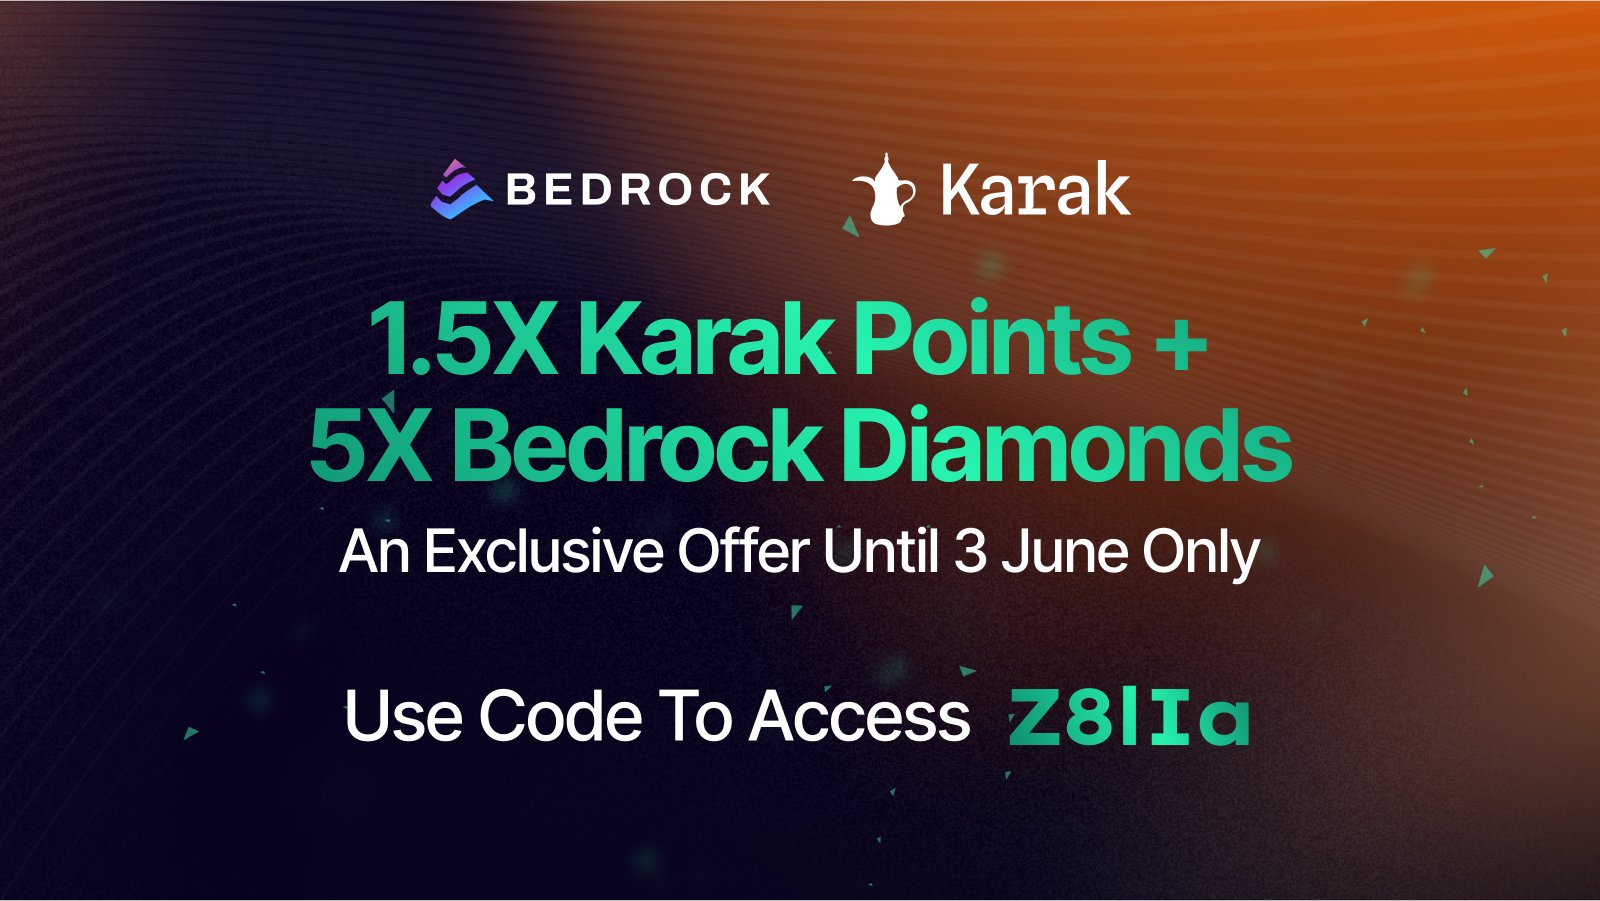 BEDROCK Karak
1.5X Karak Points +
5X Bedrock Diamonds
An Exclusive Offer Until 3 June Only
Use Code To Access Z8lIa